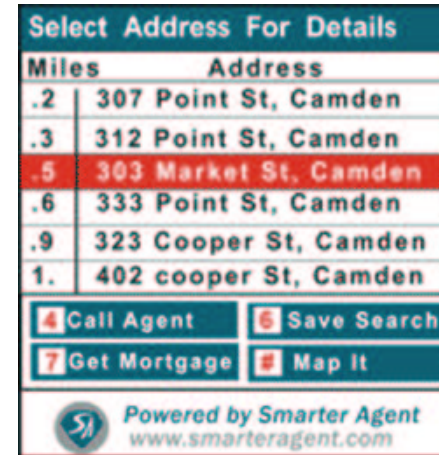 Select Address For Details
Miles Address
.2 307 Point St, Camden
.3 312 Point St, Camden
.5 303 Market St, Camden
.6 333 Point St, Camden
.9 323 Cooper St, Camden
1. 402 cooper St, Camden
4 Call Agent 6 Save Search
7 Get Mortgage # Map It
SA Powered by Smarter Agent
www.smarteragent.com